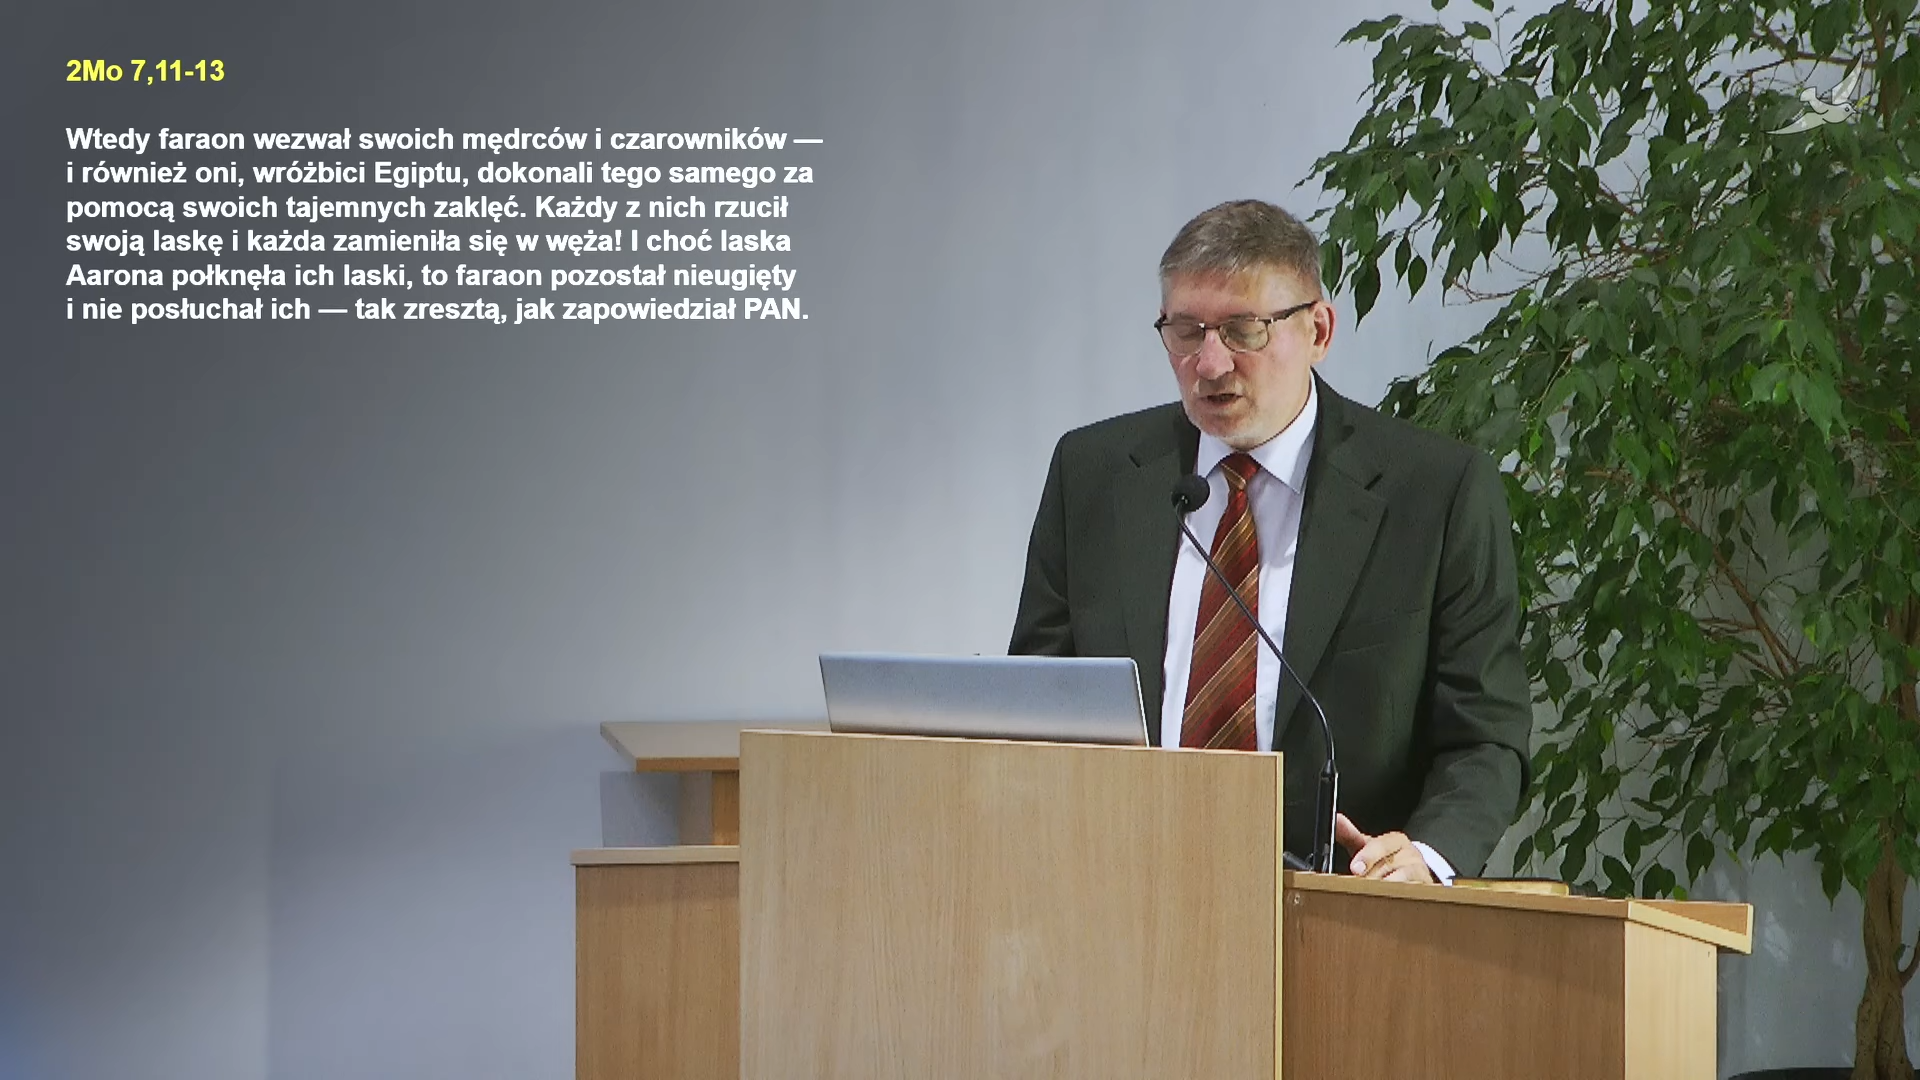 2Mo 7,11-13
Wtedy faraon wezwał swoich mędrców i czarowników —
i również oni, wróżbici Egiptu, dokonali tego samego za
pomocą swoich tajemnych zaklęć. Każdy z nich rzucił
swoją laskę i każda zamieniła się w węża! I choć laska
Aarona połknęła ich laski, to faraon pozostał nieugięty
i nie posłuchał ich — tak zresztą, jak zapowiedział PAN.